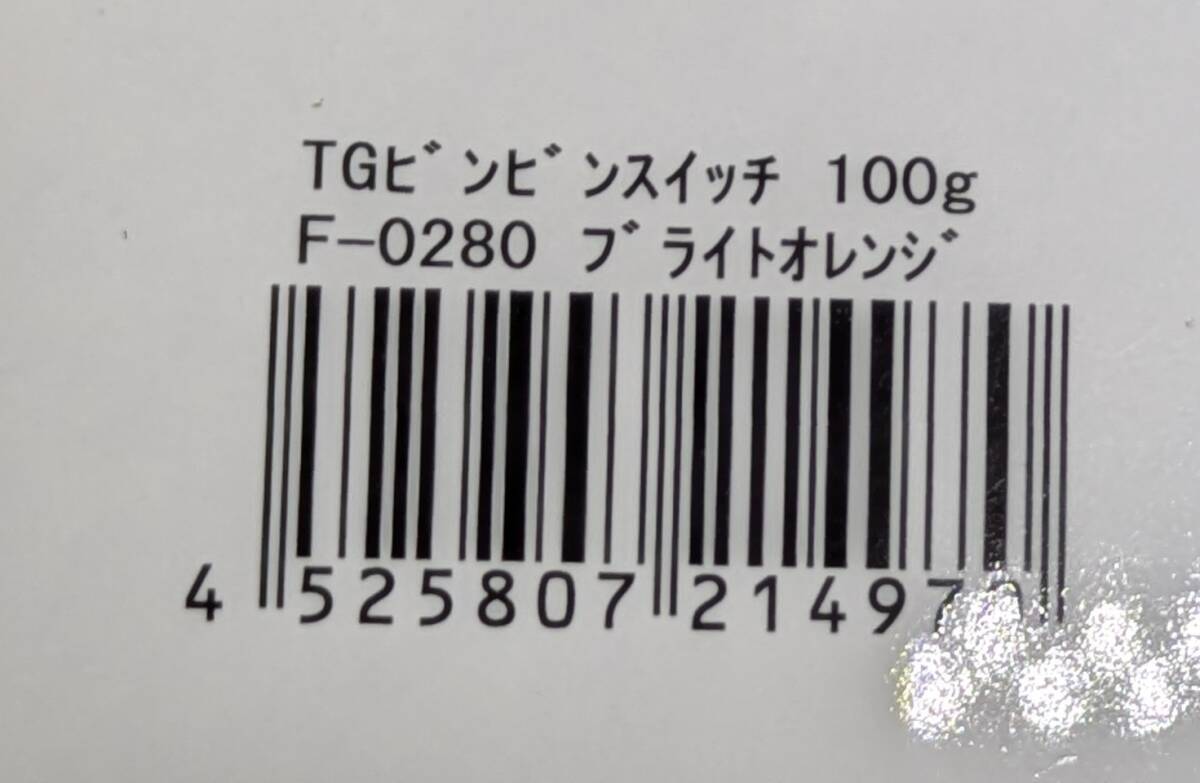 TGﾋﾞﾝﾋﾞﾝｽｲｯﾁ 100g
F-0280 ﾌﾞﾗｲﾄｵﾚﾝｼﾞ
4 525807 21497